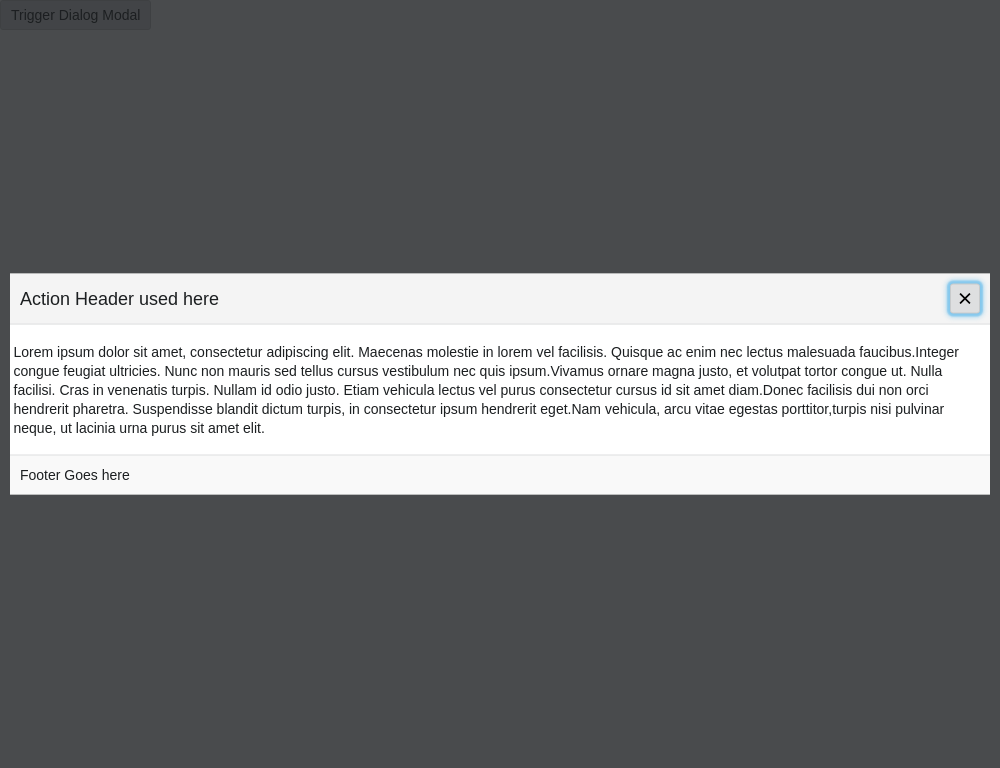 Trigger Dialog Modal
Action Header used here
Lorem ipsum dolor sit amet, consectetur adipiscing elit. Maecenas molestie in lorem vel facilisis. Quisque ac enim nec lectus malesuada faucibus.Integer
congue feugiat ultricies. Nunc non mauris sed tellus cursus vestibulum nec quis ipsum.Vivamus ornare magna justo, et volutpat tortor congue ut. Nulla
facilisi. Cras in venenatis turpis. Nullam id odio justo. Etiam vehicula lectus vel purus consectetur cursus id sit amet diam.Donec facilisis dui non orci
hendrerit pharetra. Suspendisse blandit dictum turpis, in consectetur ipsum hendrerit eget.Nam vehicula, arcu vitae egestas porttitor,turpis nisi pulvinar
neque, ut lacinia urna purus sit amet elit.
Footer Goes here